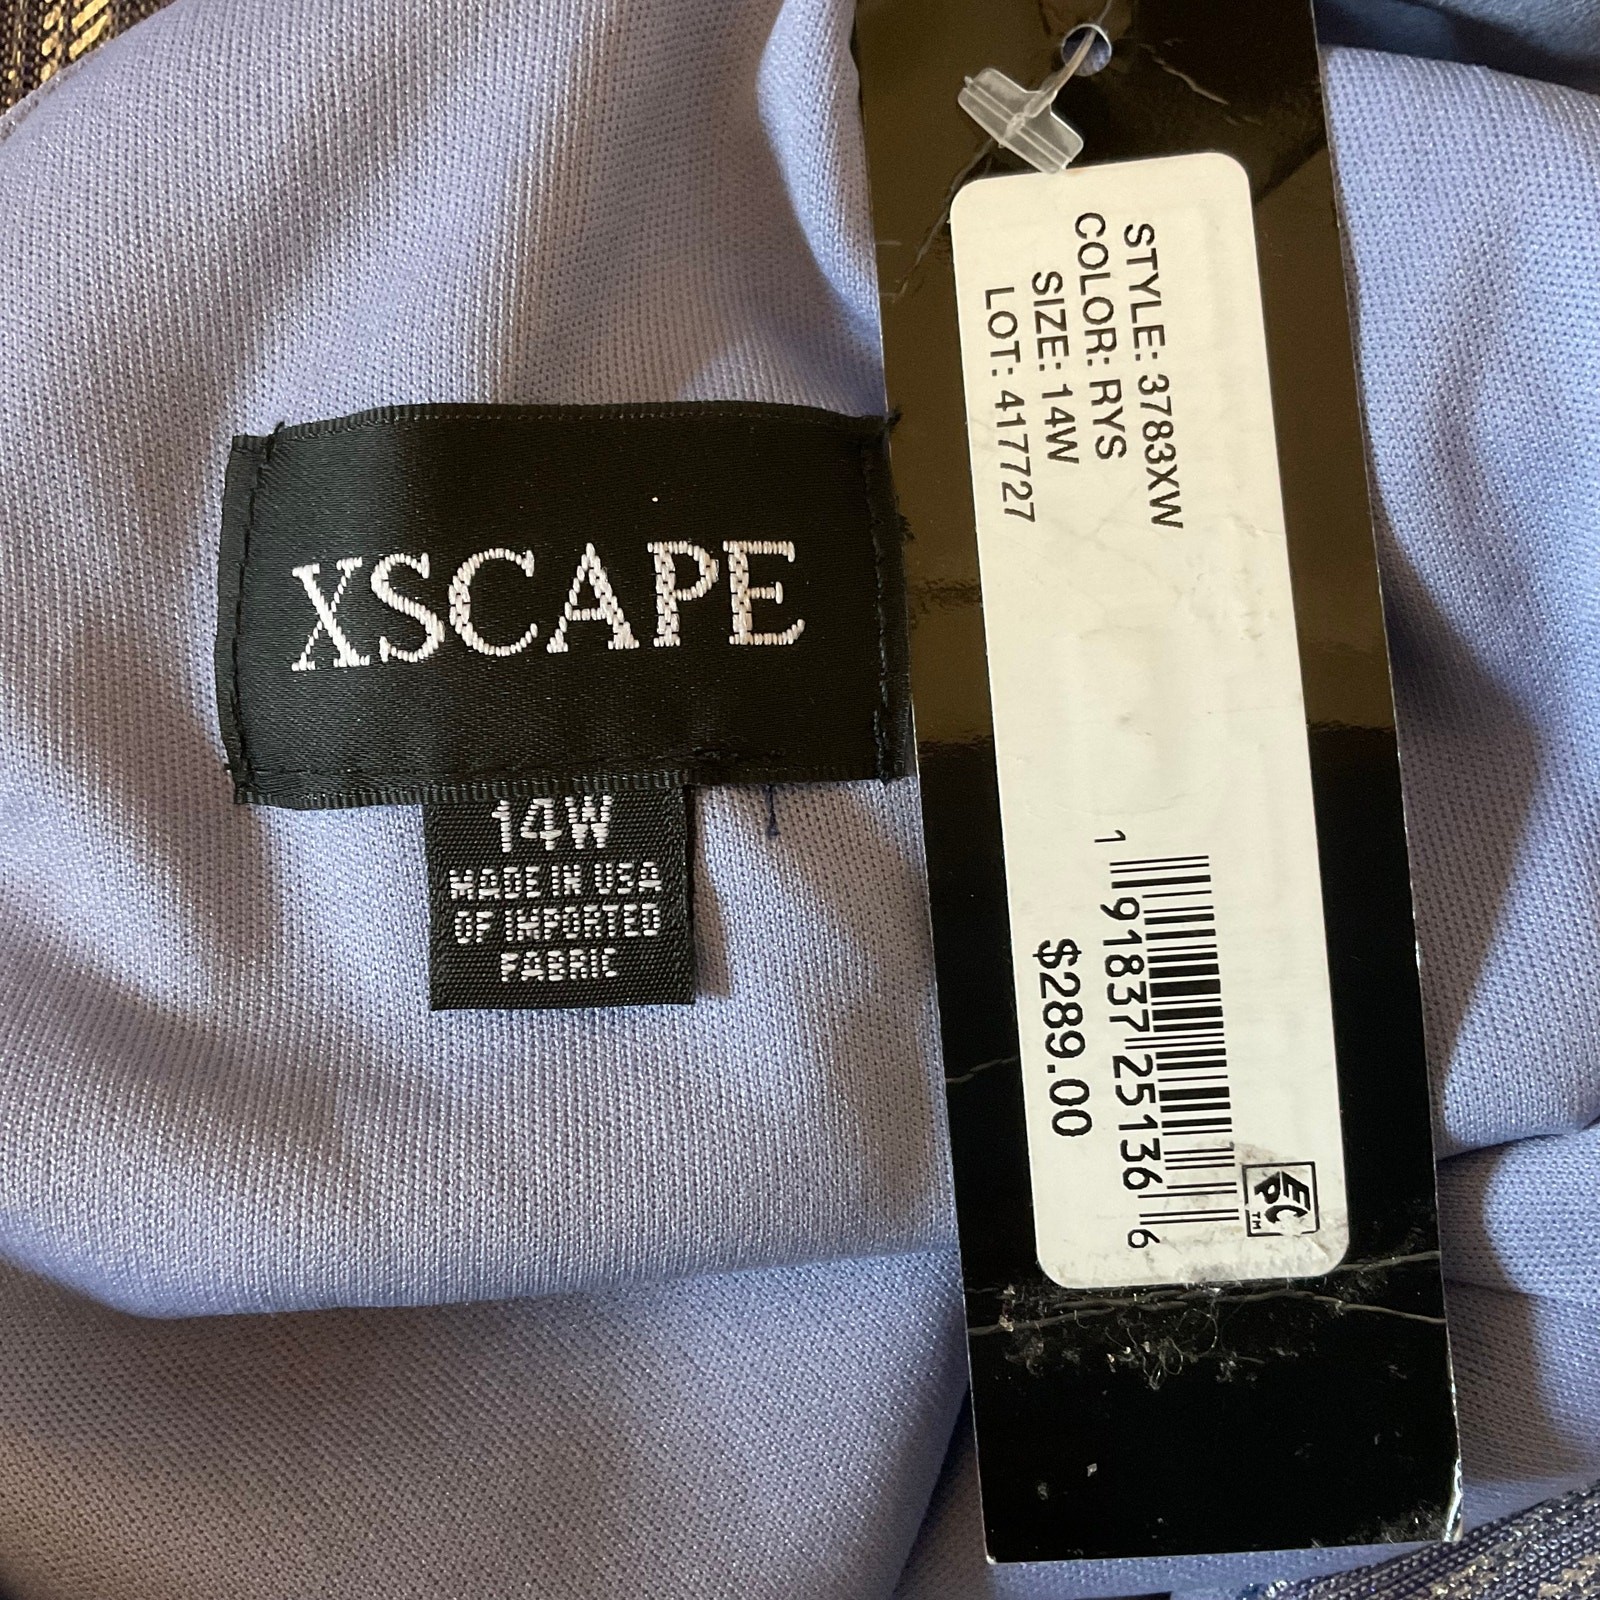 XSCAPE
14W
MADE IN USA
OF IMPORTED
FABRIC
STYLE: 3783XW
COLOR: RYS
SIZE: 14W
LOT: 417727
1 91837 25136 6
$289.00
ECP™